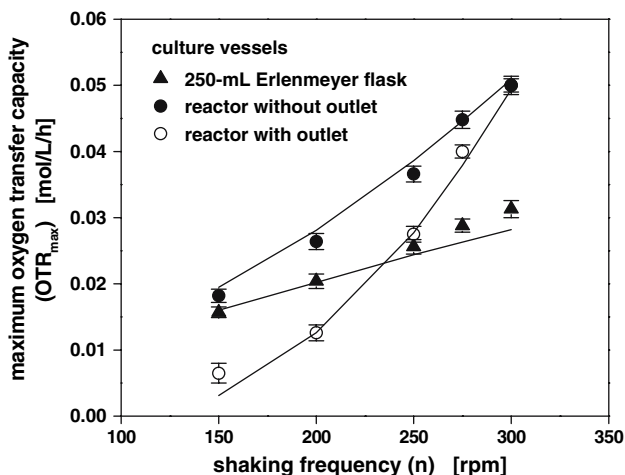 maximum oxygen transfer capacity
(OTRmax) [mol/L/h]
0.06
0.05
0.04
0.03
0.02
0.01
0.00
culture vessels
250-mL Erlenmeyer flask
reactor without outlet
reactor with outlet
100 150 200 250 300 350
shaking frequency (n) [rpm]